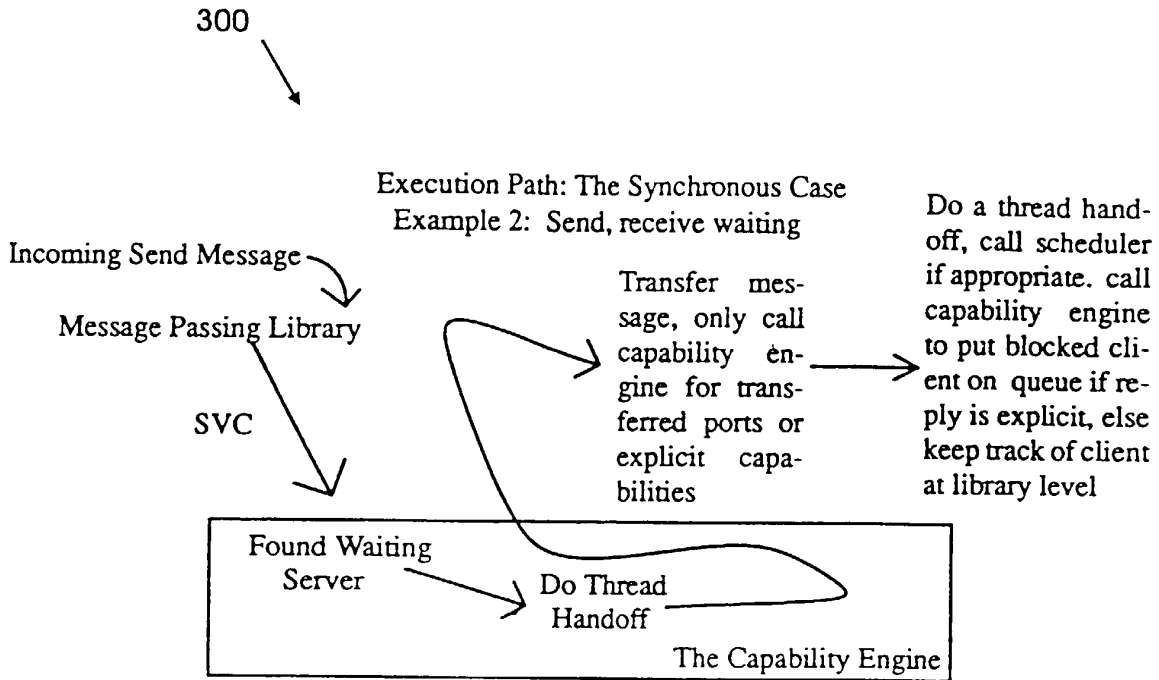 300
Execution Path: The Synchronous Case
Example 2: Send, receive waiting
Incoming Send Message
Message Passing Library
SVC
Transfer mes-
sage, only call
capability en-
gine for trans-
ferred ports or
explicit capa-
bilities
Do a thread hand-
off, call scheduler
if appropriate. call
capability engine
to put blocked cli-
ent on queue if re-
ply is explicit, else
keep track of client
at library level
Found Waiting
Server
Do Thread
Handoff
The Capability Engine